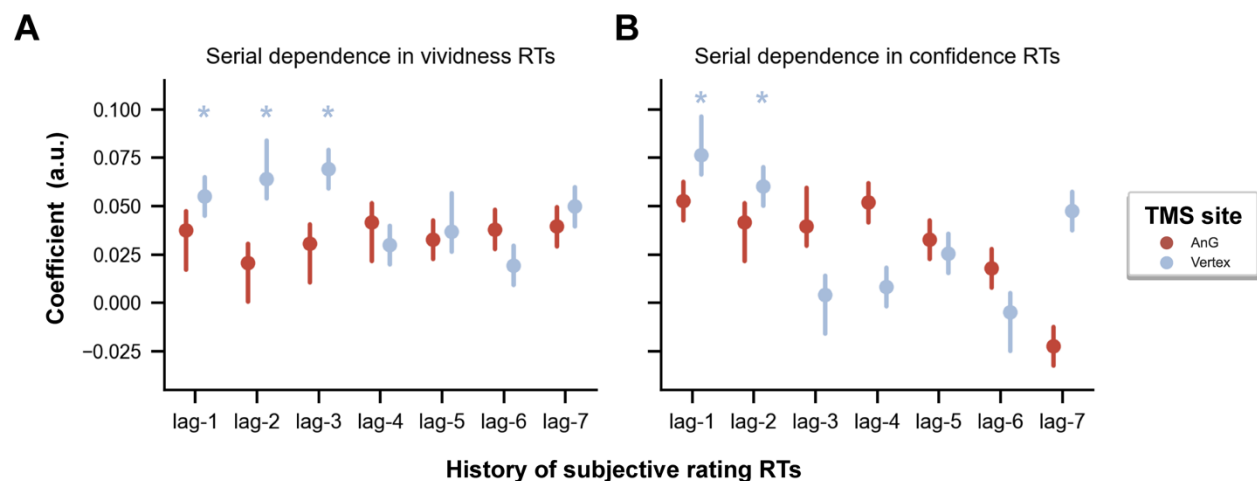 A
B
Serial dependence in vividness RTs
Serial dependence in confidence RTs
* * *
* *
0.100
0.075
0.050
0.025
0.000
−0.025
Coefficient (a.u.)
TMS site
AnG
Vertex
lag-1 lag-2 lag-3 lag-4 lag-5 lag-6 lag-7
lag-1 lag-2 lag-3 lag-4 lag-5 lag-6 lag-7
History of subjective rating RTs